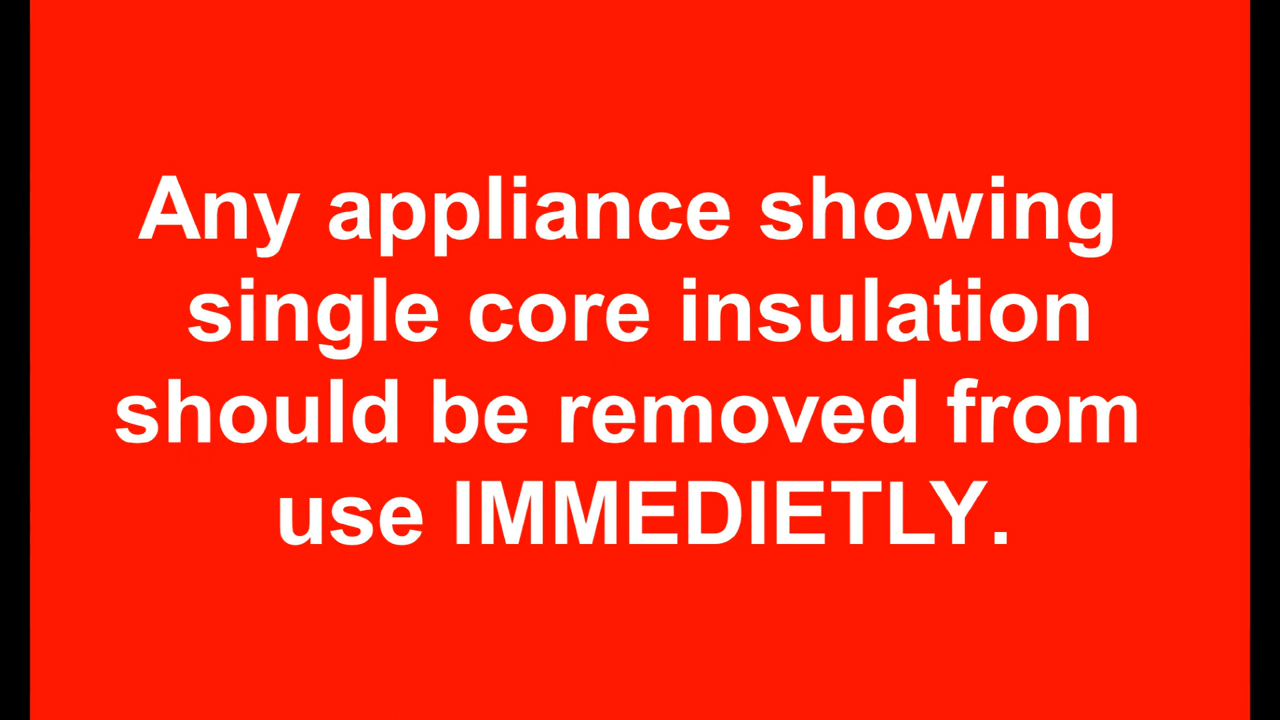 Any appliance showing
single core insulation
should be removed from
use IMMEDIETLY.